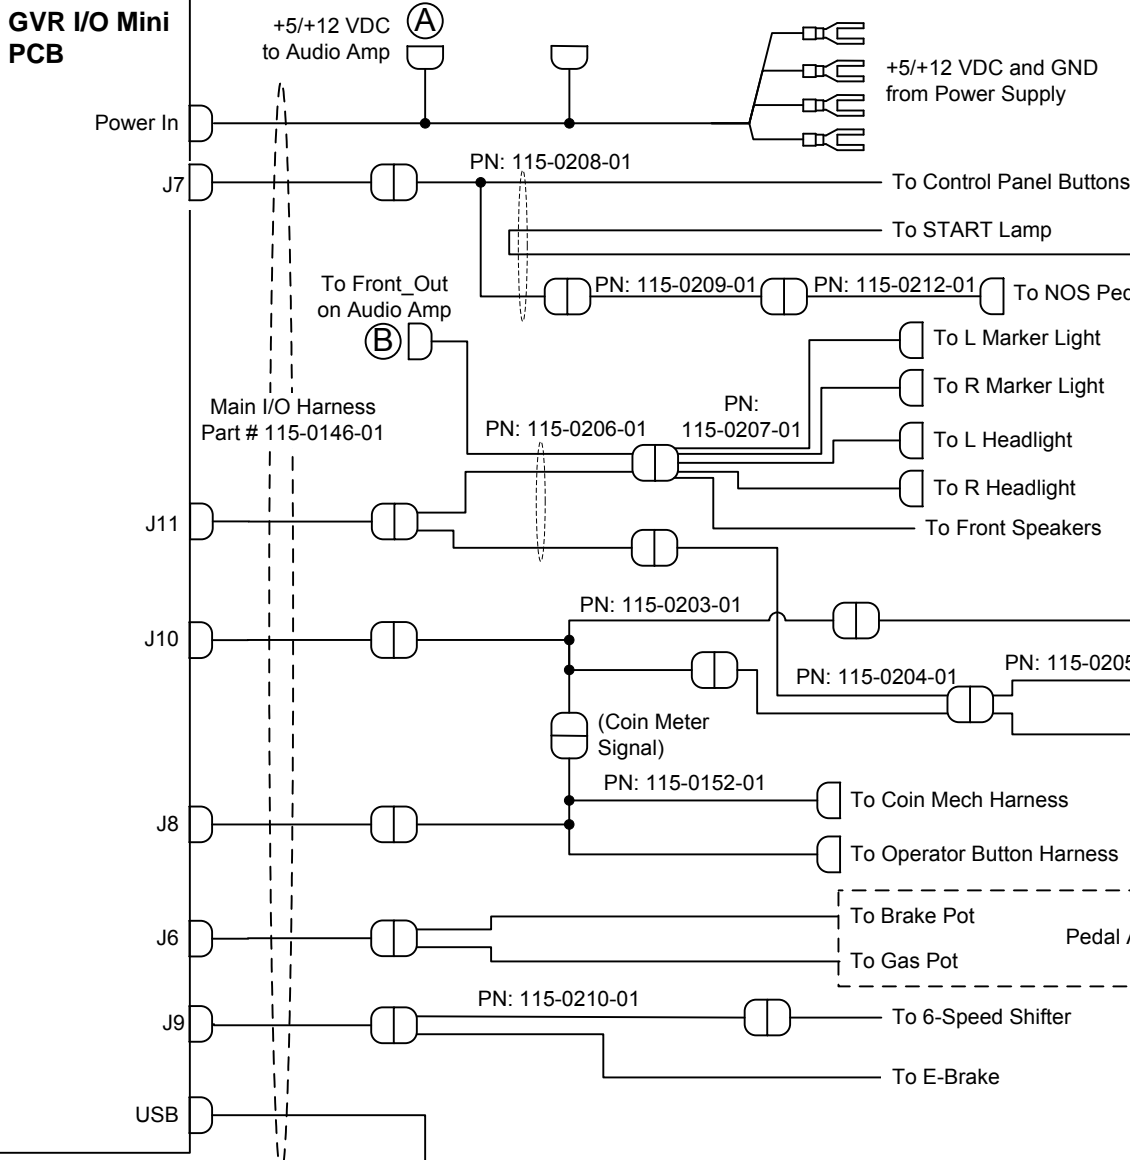 GVR I/O Mini
PCB
+5/+12 VDC
to Audio Amp
A
+5/+12 VDC and GND
from Power Supply
Power In
J7
PN: 115-0208-01
To Control Panel Buttons
To START Lamp
To Front_Out
on Audio Amp
B
PN: 115-0209-01
PN: 115-0212-01
To NOS
To L Marker Light
To R Marker Light
Main I/O Harness
Part # 115-0146-01
PN: 115-0206-01
PN:
115-0207-01
To L Headlight
To R Headlight
J11
To Front Speakers
PN: 115-0203-01
J10
PN: 115-0204-01
PN: 115-0205
(Coin Meter
Signal)
PN: 115-0152-01
To Coin Mech Harness
J8
To Operator Button Harness
To Brake Pot
J6
Pedal
To Gas Pot
PN: 115-0210-01
J9
To 6-Speed Shifter
To E-Brake
USB